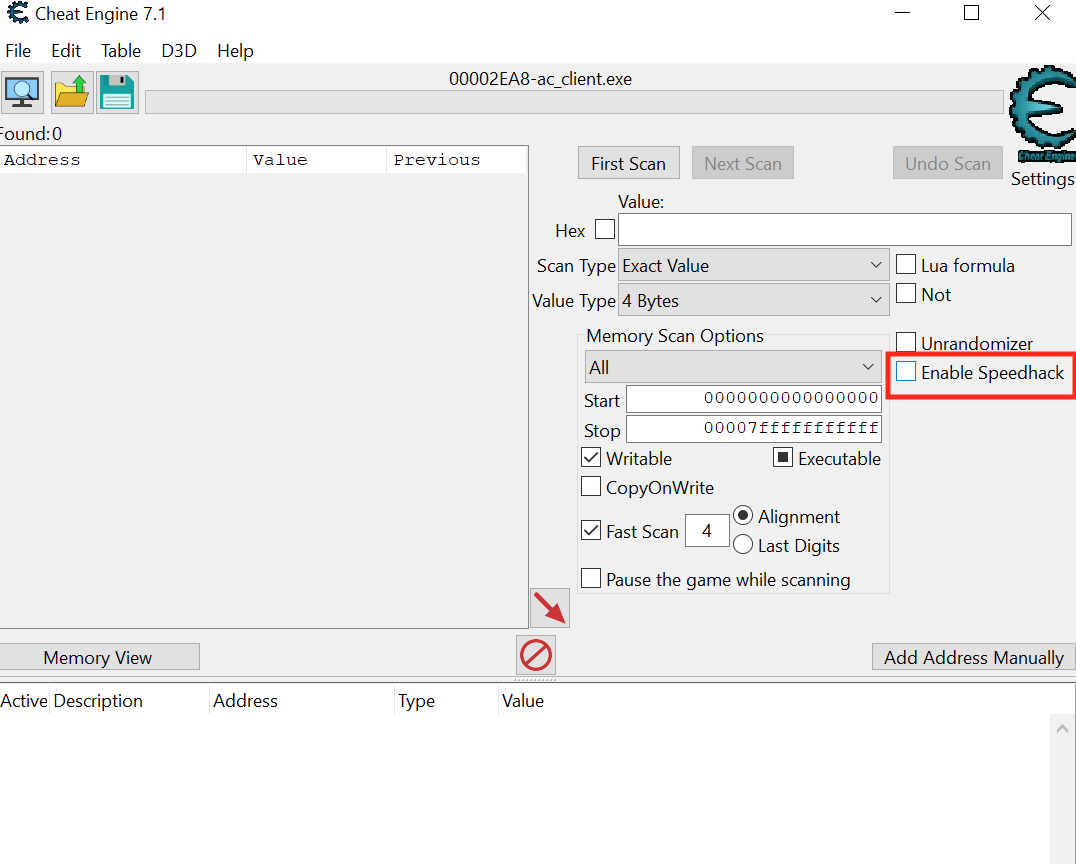 Cheat Engine 7.1
File Edit Table D3D Help
00002EA8-ac_client.exe
Found:0
Address Value Previous
First Scan Next Scan Undo Scan
Cheat Engine
Settings
Value:
Hex
Scan Type Exact Value Lua formula
Value Type 4 Bytes Not
Memory Scan Options
Unrandomizer
All Enable Speedhack
Start 0000000000000000
Stop 00007fffffffffff
Writable Executable
CopyOnWrite
Fast Scan 4 Alignment
Last Digits
Pause the game while scanning
Memory View Add Address Manually
Active Description Address Type Value